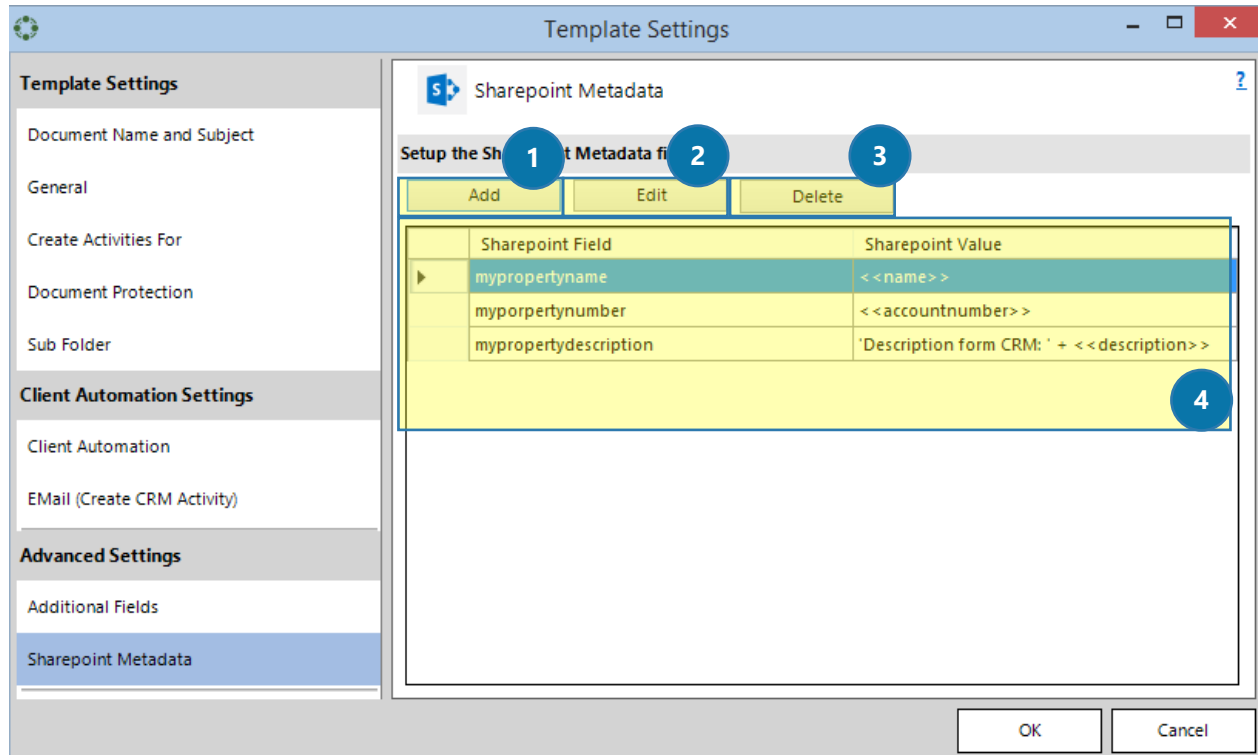 Template Settings
Template Settings
Document Name and Subject
General
Create Activities For
Document Protection
Sub Folder
Client Automation Settings
Client Automation
EMail (Create CRM Activity)
Advanced Settings
Additional Fields
Sharepoint Metadata
Sharepoint Metadata
?
Setup the Sh t Metadata fi
1
2
3
Add Edit Delete
Sharepoint Field Sharepoint Value
mypropertyname <<name>>
myporpertynumber <<accountnumber>>
mypropertydescription 'Description form CRM: ' + <<description>>
4
OK Cancel